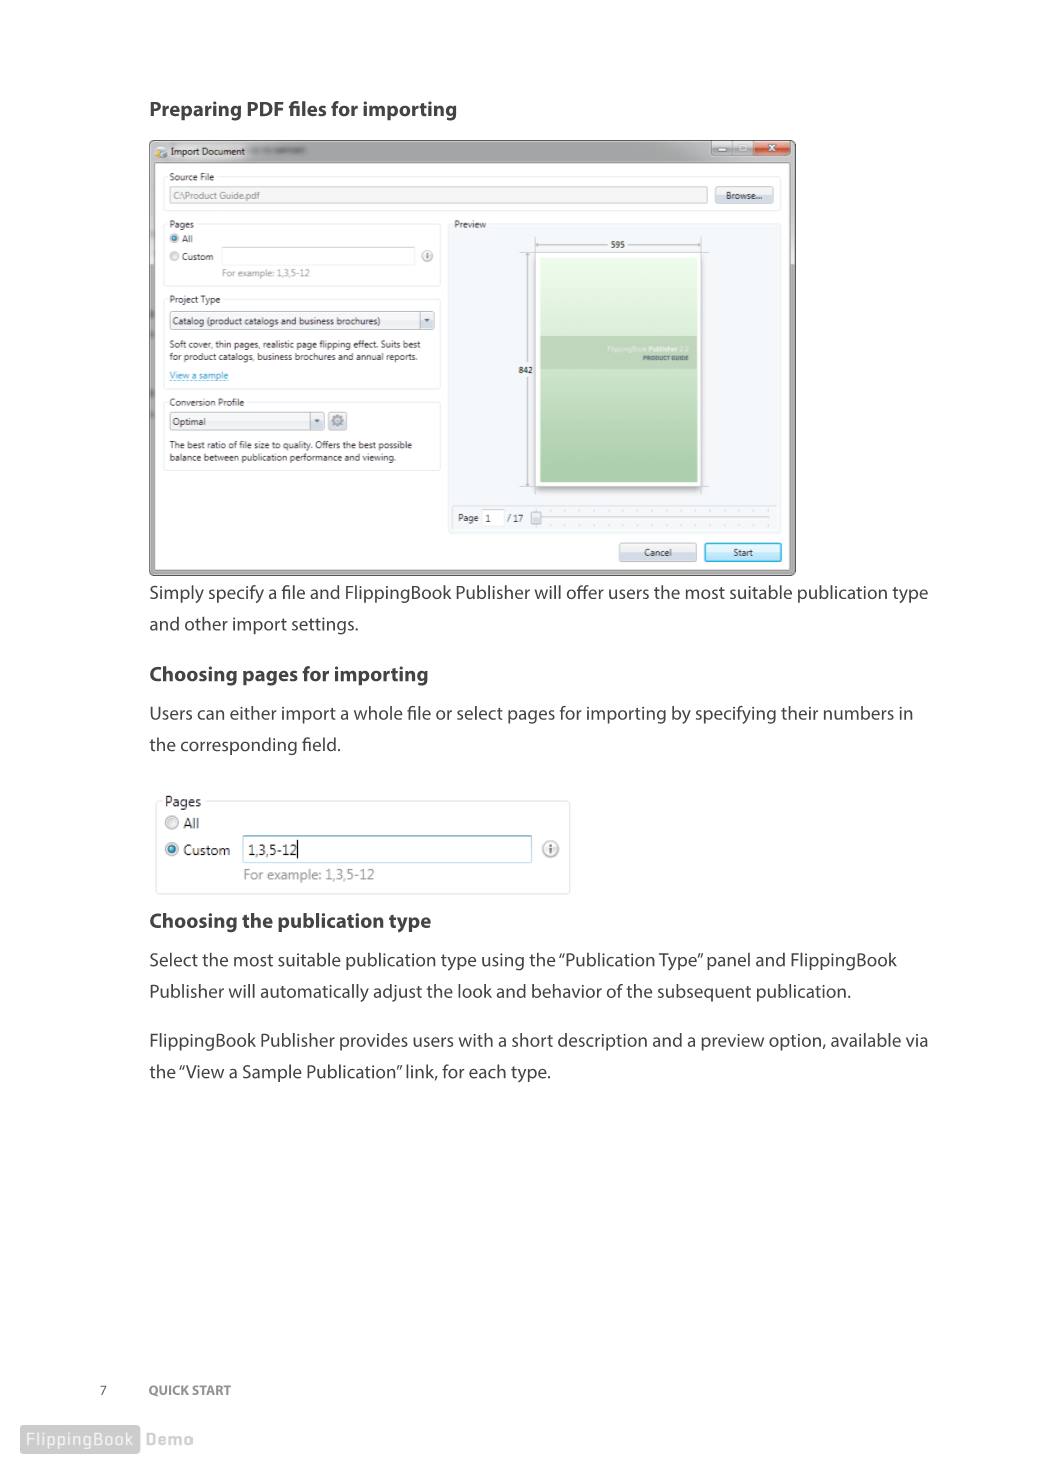 Preparing PDF files for importing
Import Document
Source File
C:\Product Guide.pdf
Browse...
Pages
All
Custom
For example: 1,3,5-12
Project Type
Catalog (product catalogs and business brochures)
Soft cover, thin pages, realistic page flipping effect. Suits best
for product catalogs, business brochures and annual reports.
View a sample
Conversion Profile
Optimal
The best ratio of file size to quality. Offers the best possible
balance between publication performance and viewing.
Preview
595
842
FlippingBook Publisher 2.2
PRODUCT GUIDE
Page 1 / 17
Cancel
Start
Simply specify a file and FlippingBook Publisher will offer users the most suitable publication type
and other import settings.
Choosing pages for importing
Users can either import a whole file or select pages for importing by specifying their numbers in
the corresponding field.
Pages
All
Custom 1,3,5-12
For example: 1,3,5-12
Choosing the publication type
Select the most suitable publication type using the “Publication Type” panel and FlippingBook
Publisher will automatically adjust the look and behavior of the subsequent publication.
FlippingBook Publisher provides users with a short description and a preview option, available via
the “View a Sample Publication” link, for each type.
7 QUICK START
FlippingBook Demo